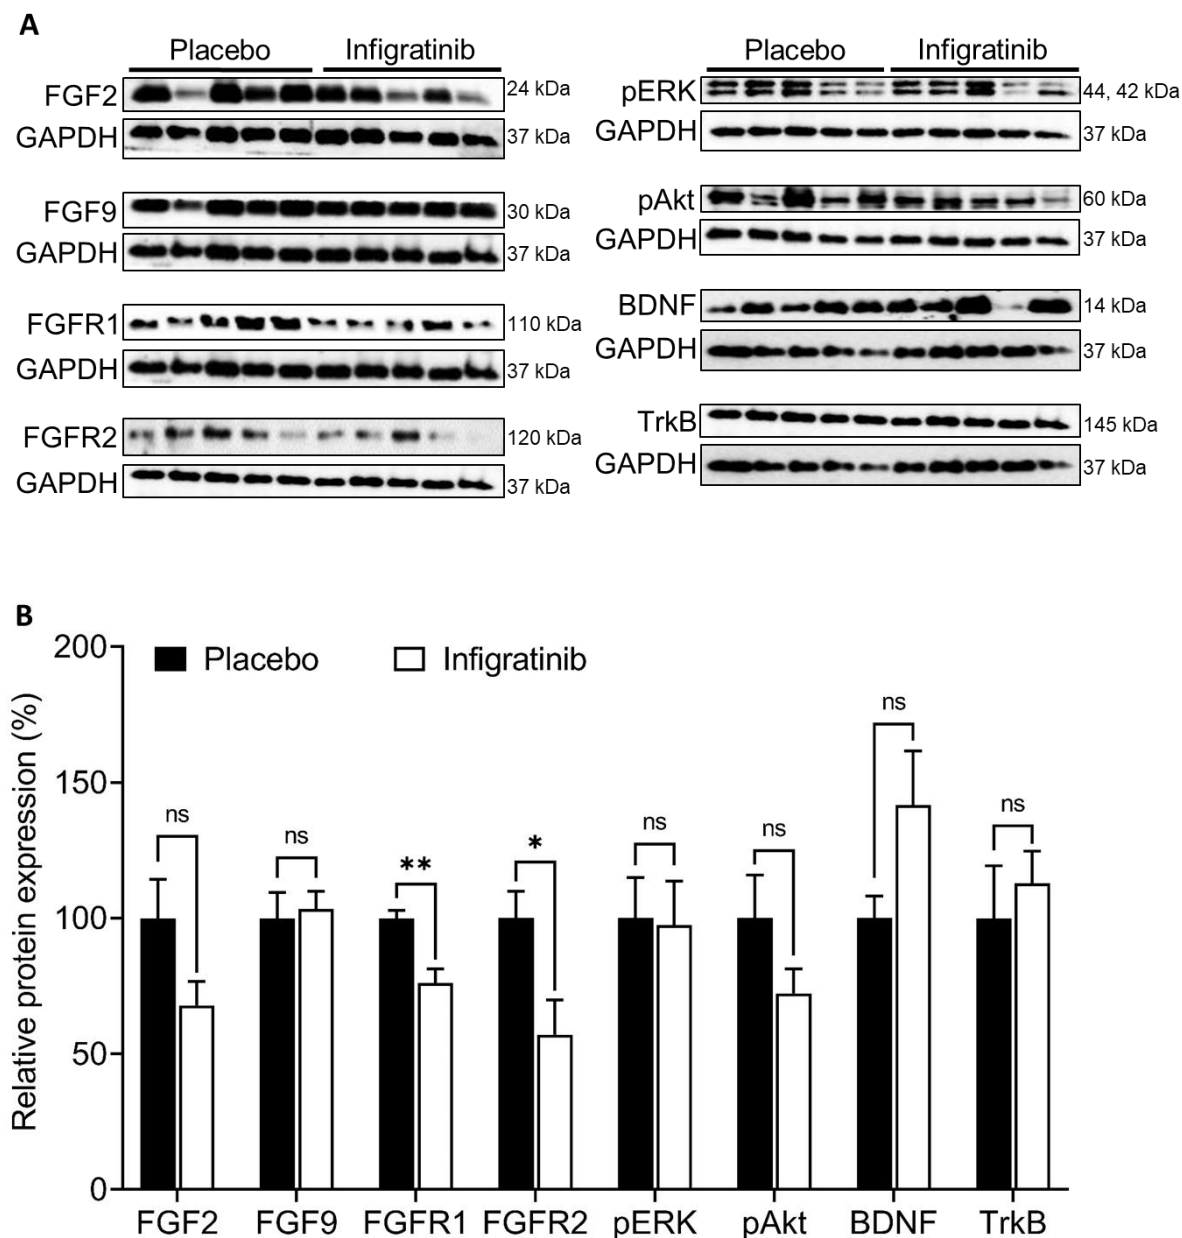 A
Placebo Infigratinib
FGF2 24 kDa
GAPDH 37 kDa
FGF9 30 kDa
GAPDH 37 kDa
FGFR1 110 kDa
GAPDH 37 kDa
FGFR2 120 kDa
GAPDH 37 kDa
Placebo Infigratinib
pERK 44, 42 kDa
GAPDH 37 kDa
pAkt 60 kDa
GAPDH 37 kDa
BDNF 14 kDa
GAPDH 37 kDa
TrkB 145 kDa
GAPDH 37 kDa
B
Relative protein expression (%)
200
150
100
50
0
Placebo Infigratinib
ns ns ** * ns ns ns ns
FGF2 FGF9 FGFR1 FGFR2 pERK pAkt BDNF TrkB